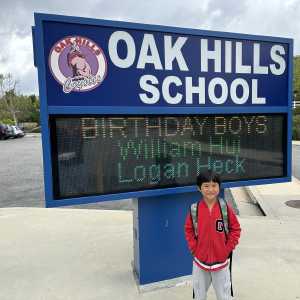 OAK HILLS
Coyotes
OAK HILLS
SCHOOL
BIRTHDAY BOYS
William Hui
Logan Heck